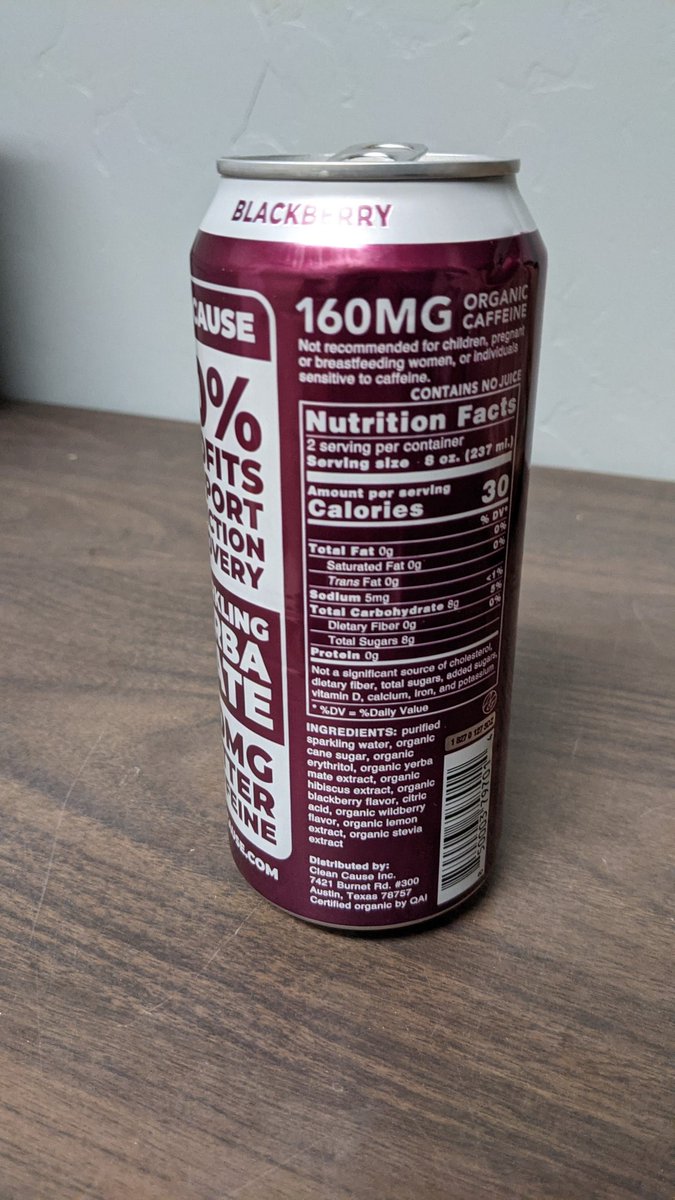 BLACKBERRY
CAUSE
%
FITS
PORT
CTION
VERY
KLING
RBA
ATE
MG
TER
FEINE
.COM
160MG ORGANIC
CAFFEINE
Not recommended for children, pregnant
or breastfeeding women, or individuals
sensitive to caffeine.
CONTAINS NO JUICE
Nutrition Facts
2 serving per container
Serving size 8 oz. (237 ml.)
Amount per serving
Calories 30
% DV*
Total Fat 0g 0%
Saturated Fat 0g 0%
Trans Fat 0g
Sodium 5mg <1%
Total Carbohydrate 8g
Dietary Fiber 0g 0%
Total Sugars 8g
Protein 0g
Not a significant source of cholesterol,
dietary fiber, total sugars, added sugars,
vitamin D, calcium, iron, and potassium
* %DV = %Daily Value
INGREDIENTS: purified
sparkling water, organic
cane sugar, organic
erythritol, organic yerba
mate extract, organic
hibiscus extract, organic
blackberry flavor, citric
acid, organic wildberry
flavor, organic lemon
extract, organic stevia
extract
Distributed by:
Clean Cause Inc.
7421 Burnet Rd. #300
Austin, Texas 78757
Certified organic by QAI